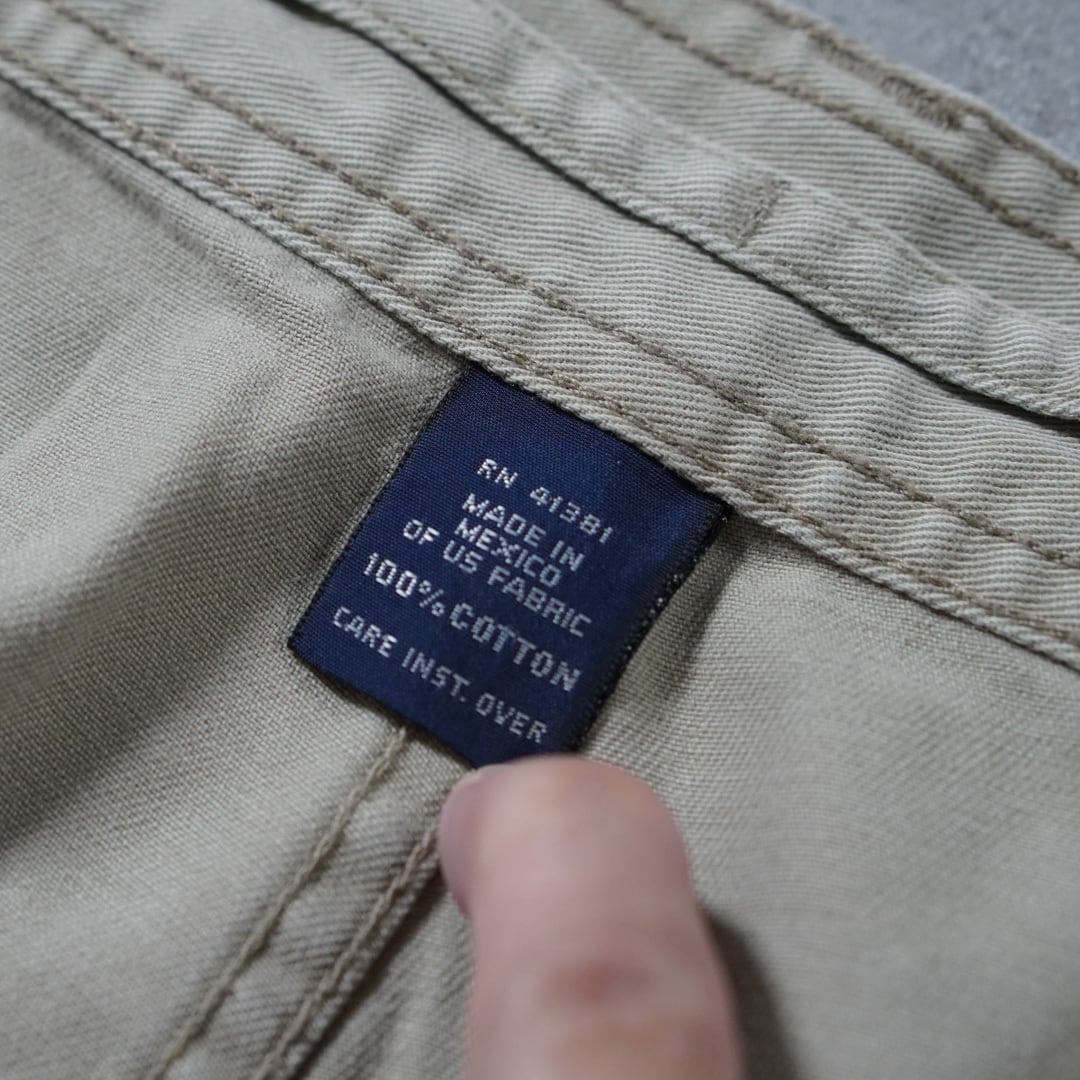 RN 41381
MADE IN
MEXICO
OF US FABRIC
100% COTTON
CARE INST. OVER